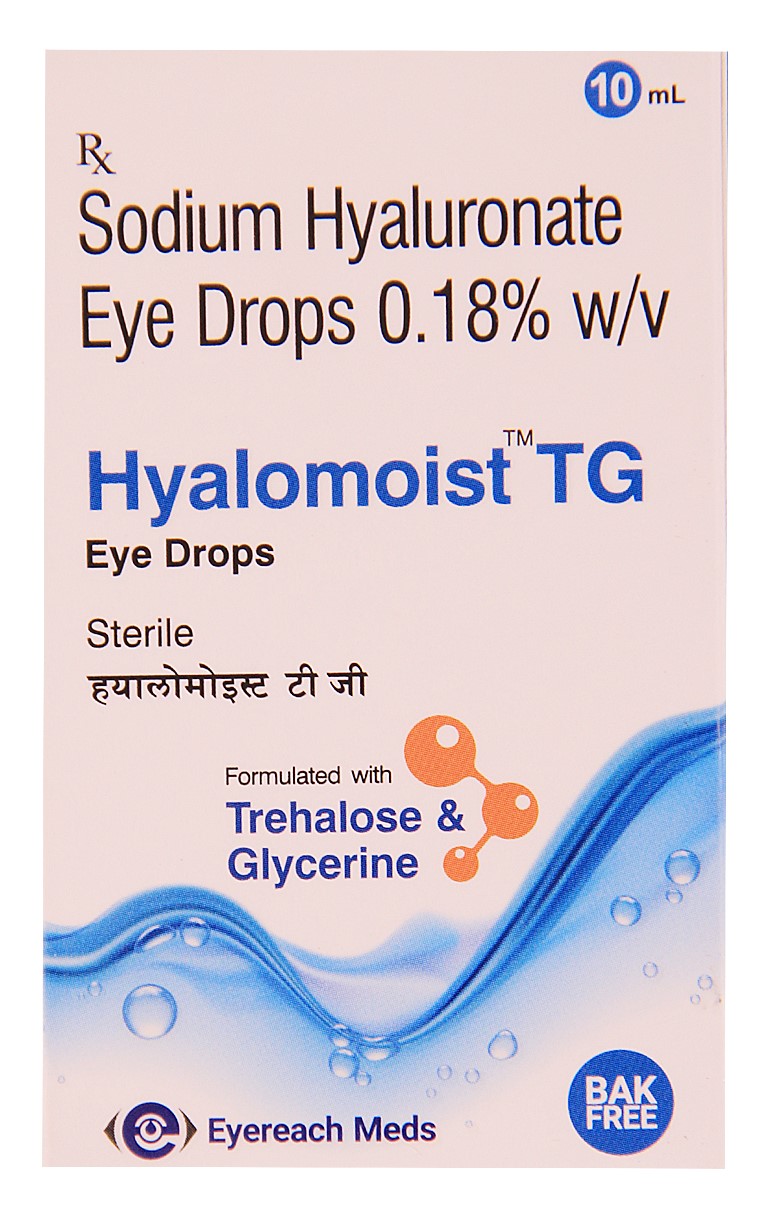 10 mL
Rx
Sodium Hyaluronate
Eye Drops 0.18% w/v
Hyalomoist™ TG
Eye Drops
Sterile
हयालोमोइस्ट टी जी
Formulated with
Trehalose &
Glycerine
Eyereach Meds
BAK
FREE